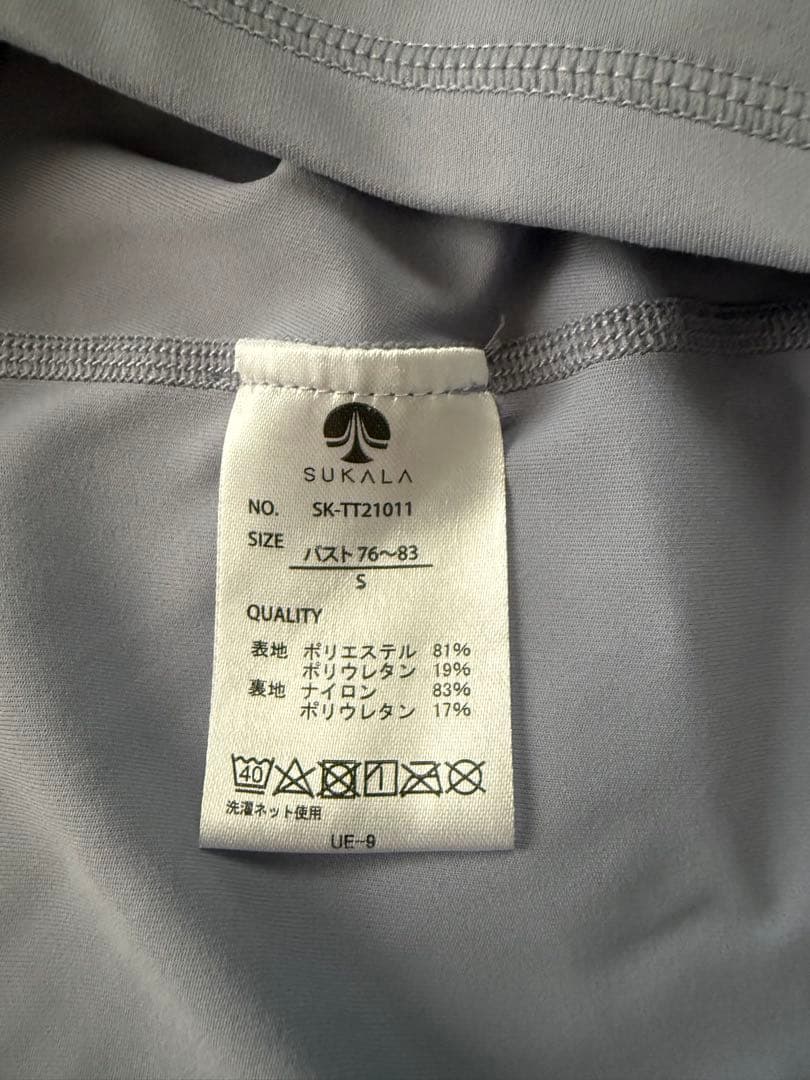 SUKALA
NO. SK-TT21011
SIZE バスト76〜83
S
QUALITY
表地 ポリエステル 81%
ポリウレタン 19%
裏地 ナイロン 83%
ポリウレタン 17%
40
洗濯ネット使用
UE-9